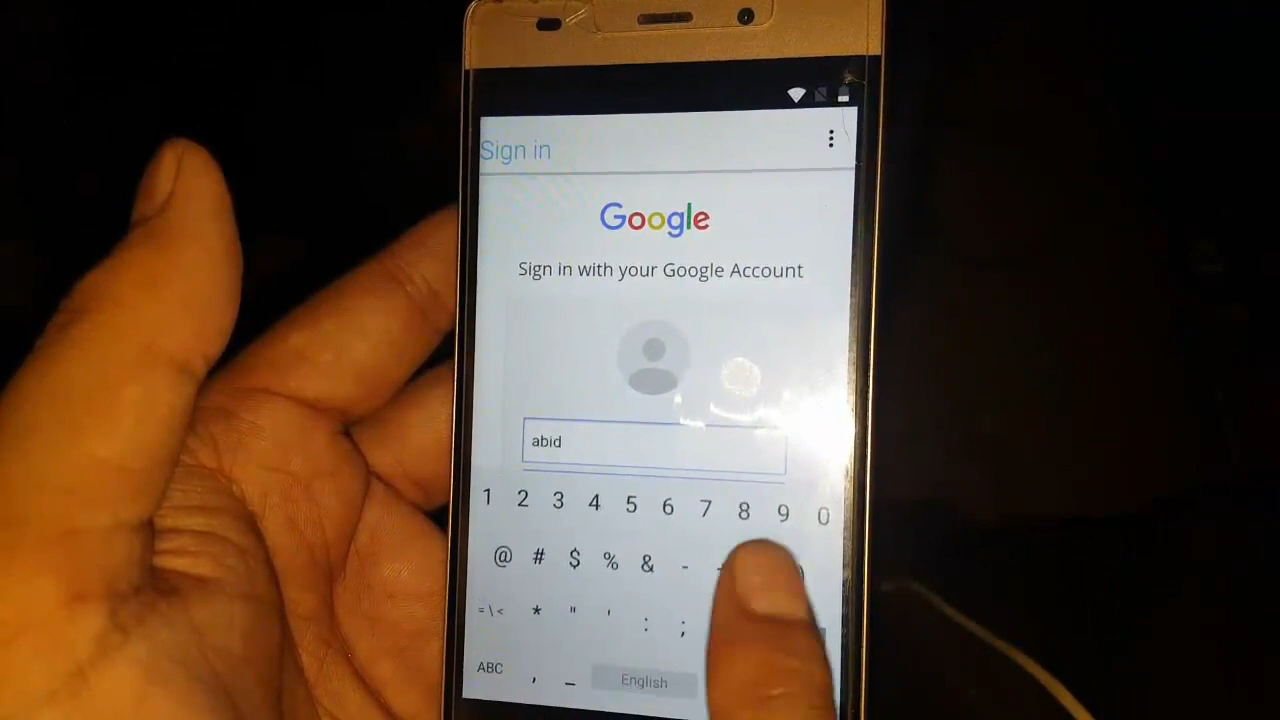 Sign in
Google
Sign in with your Google Account
abid
1 2 3 4 5 6 7 8 9 0
@ # $ % & -
=\< * " ' : ;
ABC , _ English